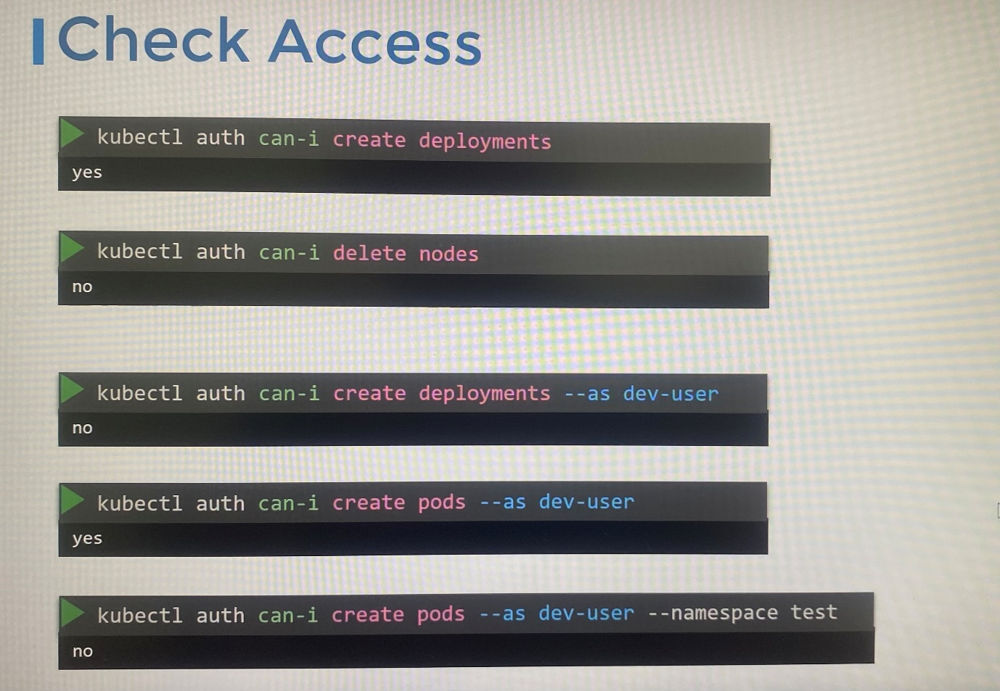 Check Access
kubectl auth can-i create deployments
yes
kubectl auth can-i delete nodes
no
kubectl auth can-i create deployments --as dev-user
no
kubectl auth can-i create pods --as dev-user
yes
kubectl auth can-i create pods --as dev-user --namespace test
no